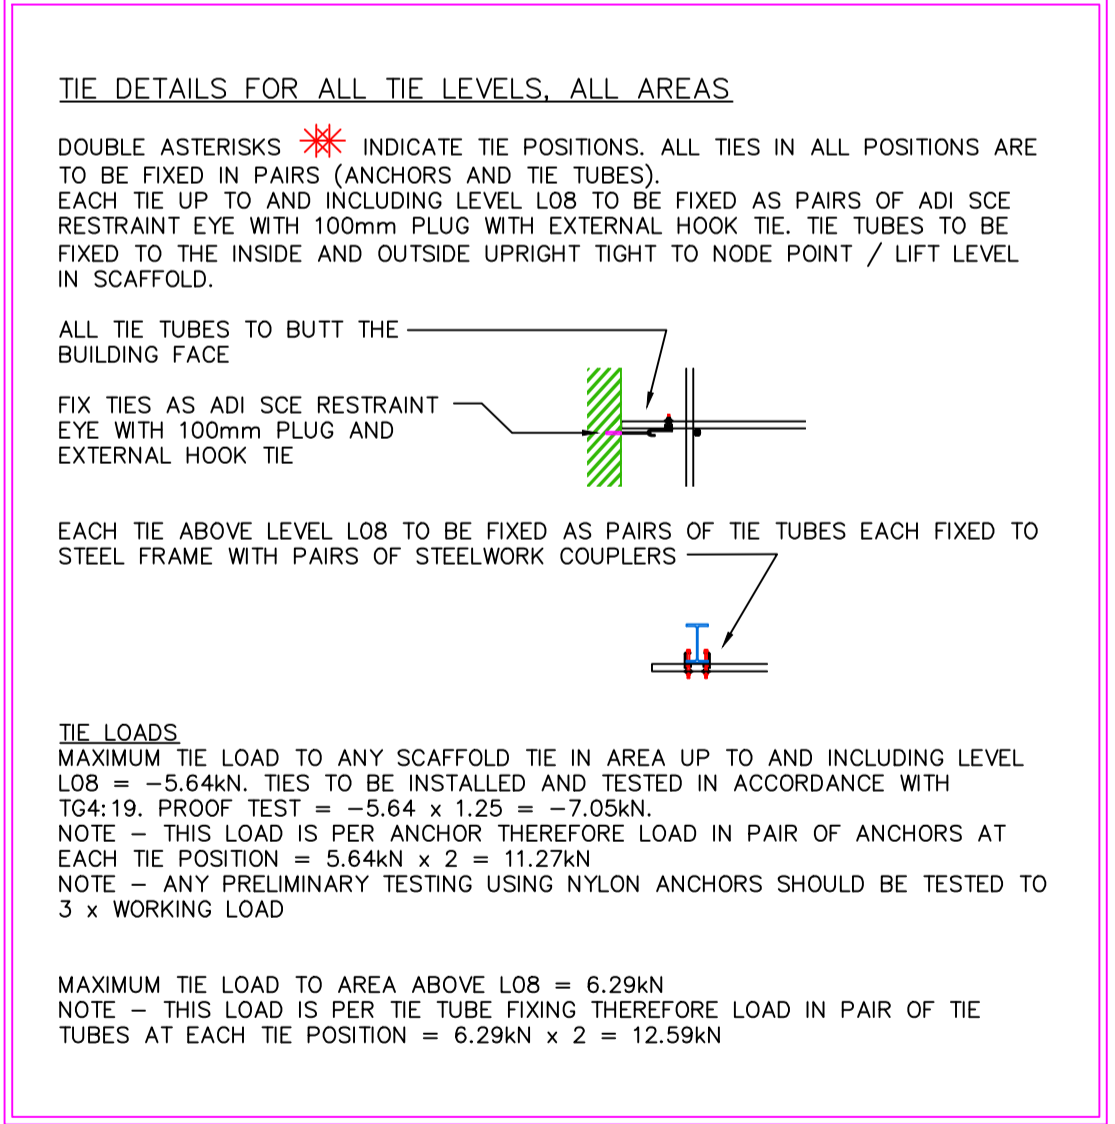 TIE DETAILS FOR ALL TIE LEVELS, ALL AREAS
DOUBLE ASTERISKS ** INDICATE TIE POSITIONS. ALL TIES IN ALL POSITIONS ARE
TO BE FIXED IN PAIRS (ANCHORS AND TIE TUBES).
EACH TIE UP TO AND INCLUDING LEVEL L08 TO BE FIXED AS PAIRS OF ADI SCE
RESTRAINT EYE WITH 100mm PLUG WITH EXTERNAL HOOK TIE. TIE TUBES TO BE
FIXED TO THE INSIDE AND OUTSIDE UPRIGHT TIGHT TO NODE POINT / LIFT LEVEL
IN SCAFFOLD.
ALL TIE TUBES TO BUTT THE
BUILDING FACE
FIX TIES AS ADI SCE RESTRAINT
EYE WITH 100mm PLUG AND
EXTERNAL HOOK TIE
EACH TIE ABOVE LEVEL L08 TO BE FIXED AS PAIRS OF TIE TUBES EACH FIXED TO
STEEL FRAME WITH PAIRS OF STEELWORK COUPLERS
TIE LOADS
MAXIMUM TIE LOAD TO ANY SCAFFOLD TIE IN AREA UP TO AND INCLUDING LEVEL
L08 = −5.64kN. TIES TO BE INSTALLED AND TESTED IN ACCORDANCE WITH
TG4:19. PROOF TEST = −5.64 x 1.25 = −7.05kN.
NOTE − THIS LOAD IS PER ANCHOR THEREFORE LOAD IN PAIR OF ANCHORS AT
EACH TIE POSITION = 5.64kN x 2 = 11.27kN
NOTE − ANY PRELIMINARY TESTING USING NYLON ANCHORS SHOULD BE TESTED TO
3 x WORKING LOAD
MAXIMUM TIE LOAD TO AREA ABOVE L08 = 6.29kN
NOTE − THIS LOAD IS PER TIE TUBE FIXING THEREFORE LOAD IN PAIR OF TIE
TUBES AT EACH TIE POSITION = 6.29kN x 2 = 12.59kN